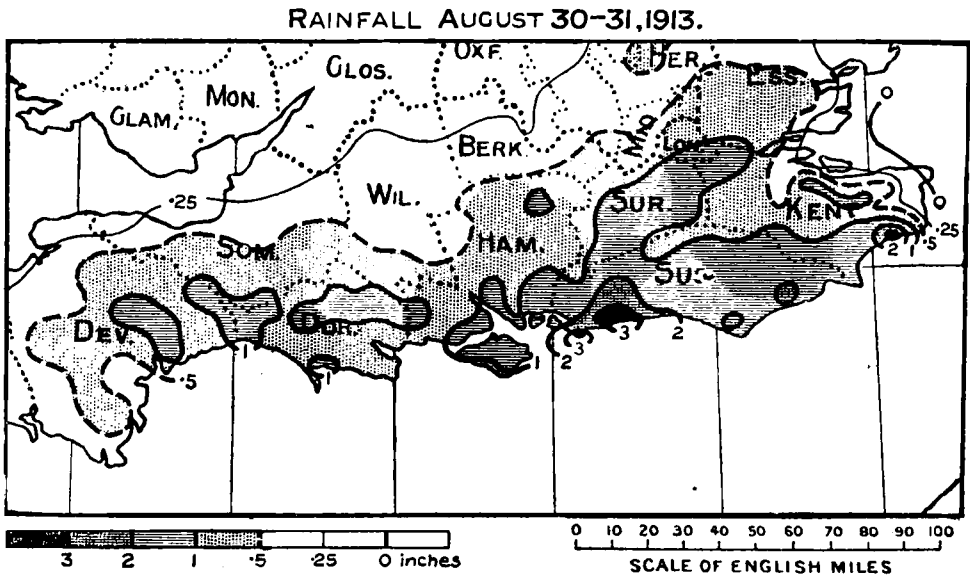 RAINFALL AUGUST 30-31, 1913.
OXF.
HER.
GLOS.
ESS.
MON.
GLAM.
MID.
BERK.
LON.
WIL.
SUR.
KENT
·25
HAM.
·25
SOM.
2 1 ·5
SUS.
DEV.
DOR.
3 2
1 3
·5 1 1 2
3 2 1 ·5 ·25 0 inches
0 10 20 30 40 50 60 70 80 90 100
SCALE OF ENGLISH MILES